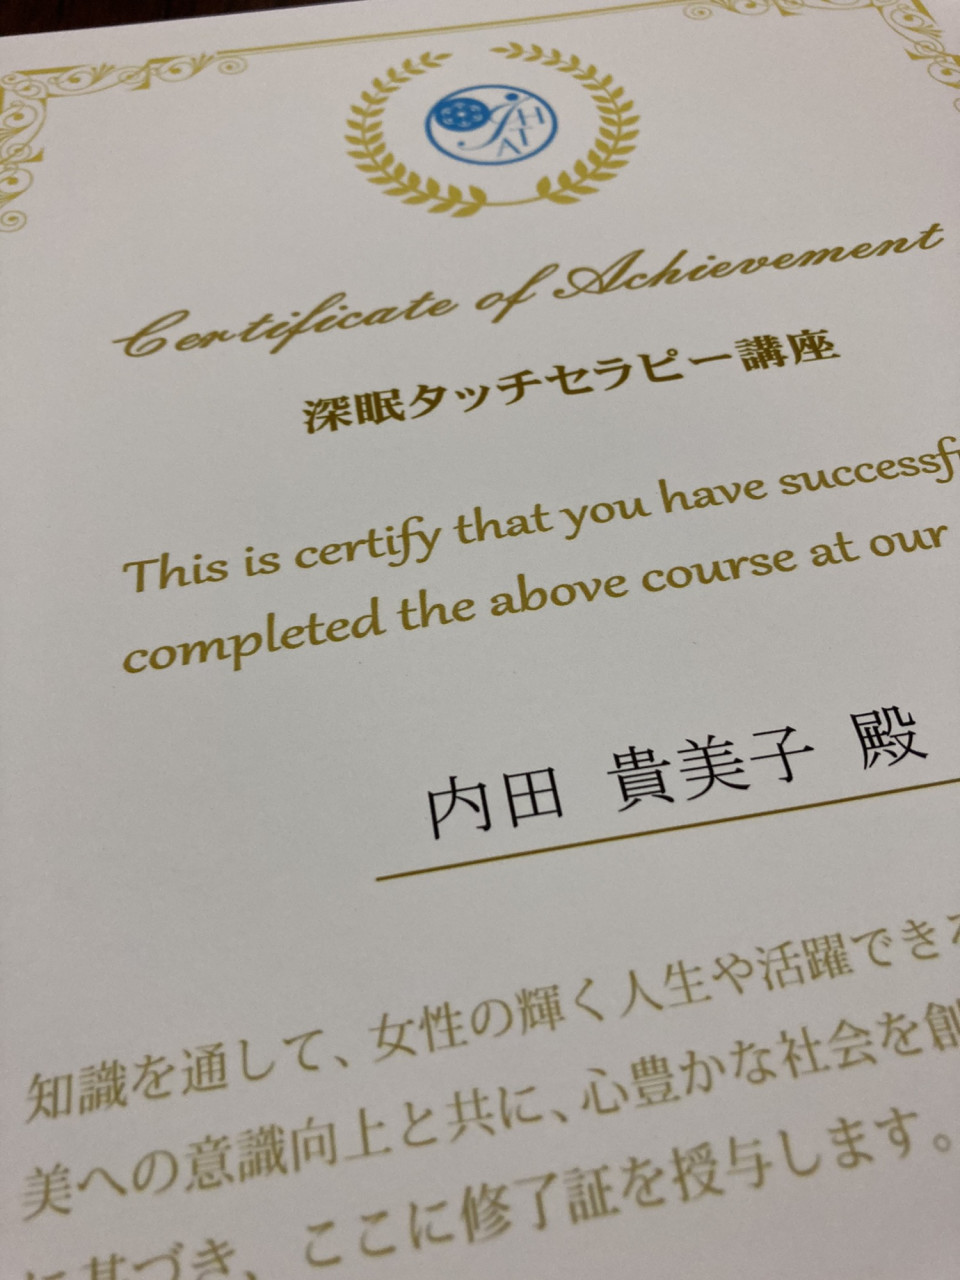 JHTA
Certificate of Achievement
深眠タッチセラピー講座
This is certify that you have
completed the above course at our
内田 貴美子 殿
知識を通して、女性の輝く人生や活躍でき
美への意識向上と共に、心豊かな社会を創
に基づき、ここに修了証を授与します。